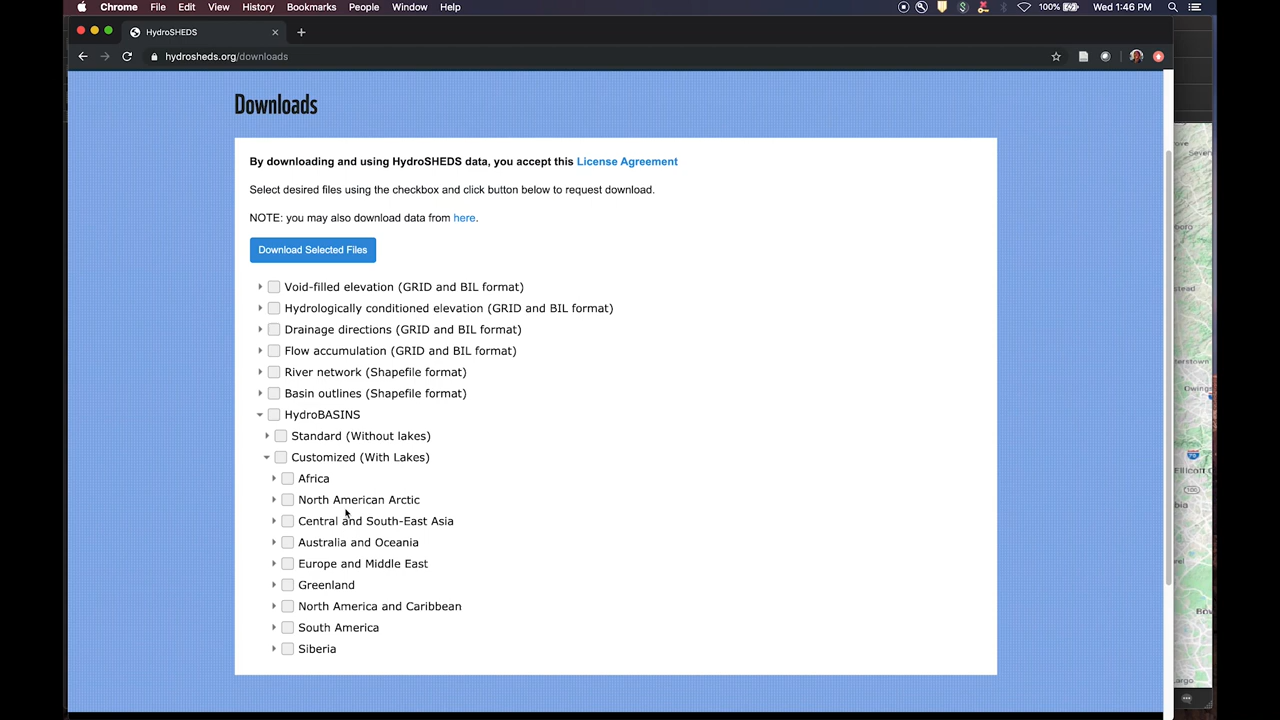 Chrome File Edit View History Bookmarks People Window Help 100% Wed 1:46 PM
HydroSHEDS
hydrosheds.org/downloads
Downloads
By downloading and using HydroSHEDS data, you accept this License Agreement
Select desired files using the checkbox and click button below to request download.
NOTE: you may also download data from here.
Download Selected Files
Void-filled elevation (GRID and BIL format)
Hydrologically conditioned elevation (GRID and BIL format)
Drainage directions (GRID and BIL format)
Flow accumulation (GRID and BIL format)
River network (Shapefile format)
Basin outlines (Shapefile format)
HydroBASINS
Standard (Without lakes)
Customized (With Lakes)
Africa
North American Arctic
Central and South-East Asia
Australia and Oceania
Europe and Middle East
Greenland
North America and Caribbean
South America
Siberia